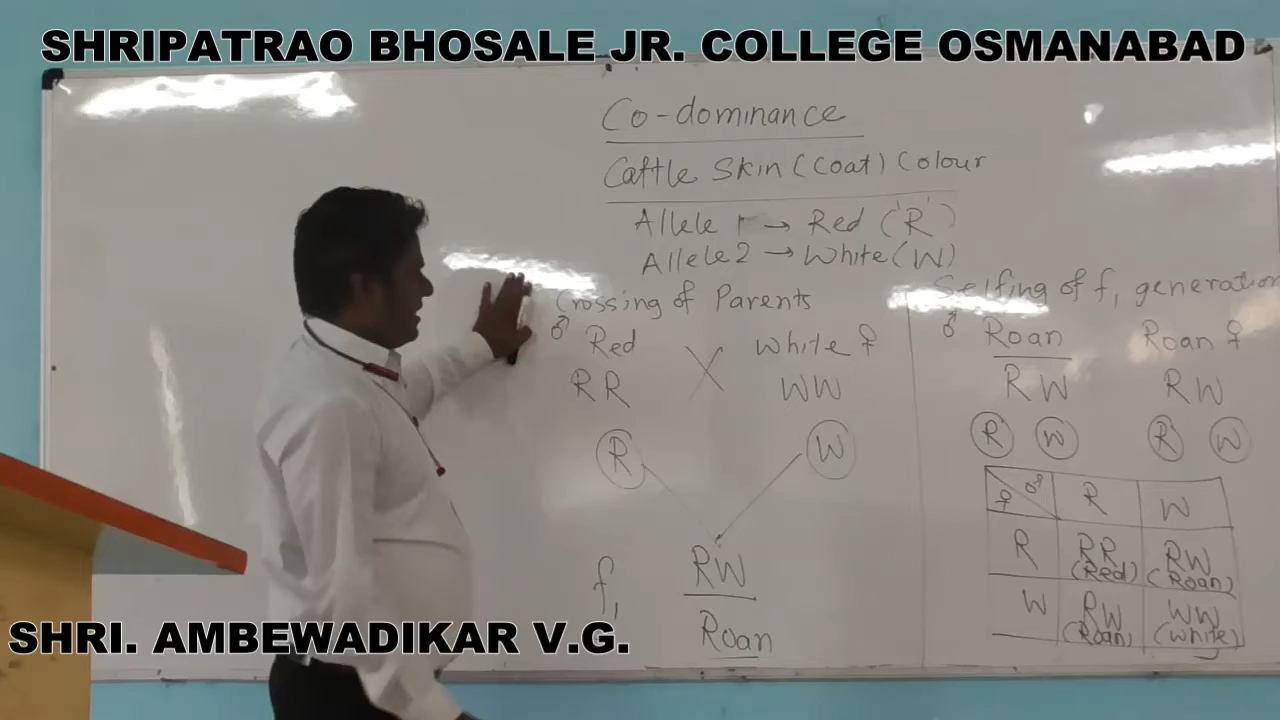 SHRIPATRAO BHOSALE JR. COLLEGE OSMANABAD
Co-dominance
Cattle Skin (Coat) Colour
Allele 1 → Red ('R')
Allele 2 → White (W)
Crossing of Parents
♂ Red X White ♀
RR WW
R W
f1 RW
Roan
Selfing of f1 generation
♂ Roan Roan ♀
RW RW
R W R W
♀ ♂ R W
R RR RW
(Red) (Roan)
W RW WW
(Roan) (White)
SHRI. AMBEWADIKAR V.G.